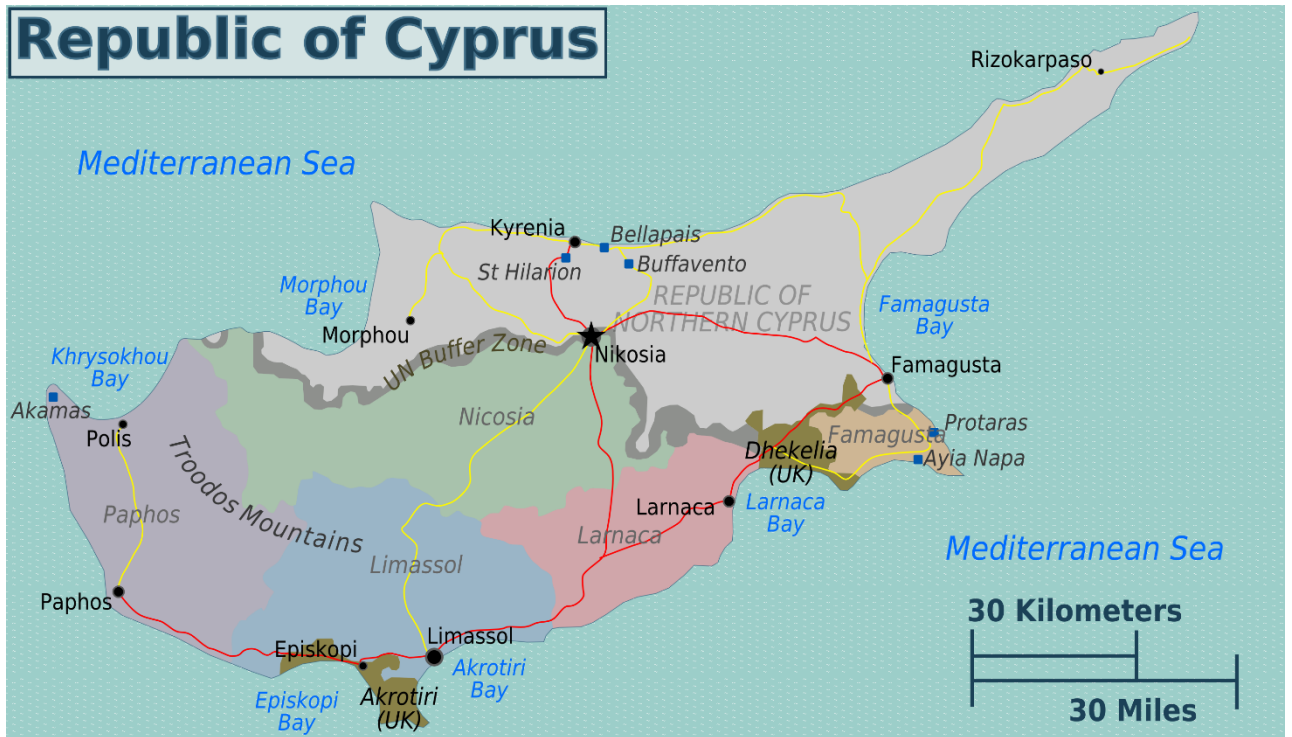 Republic of Cyprus
Rizokarpaso
Mediterranean Sea
Kyrenia
Bellapais
St Hilarion
Buffavento
Morphou
Bay
REPUBLIC OF
NORTHERN CYPRUS
Famagusta
Bay
Morphou
UN Buffer Zone
Nikosia
Khrysokhou
Bay
Famagusta
Akamas
Polis
Nicosia
Protaras
Famagusta
Ayia Napa
Dhekelia
(UK)
Troodos Mountains
Paphos
Larnaca
Larnaca
Bay
Larnaca
Limassol
Mediterranean Sea
Paphos
30 Kilometers
Limassol
Episkopi
Akrotiri
Bay
Episkopi
Bay
Akrotiri
(UK)
30 Miles